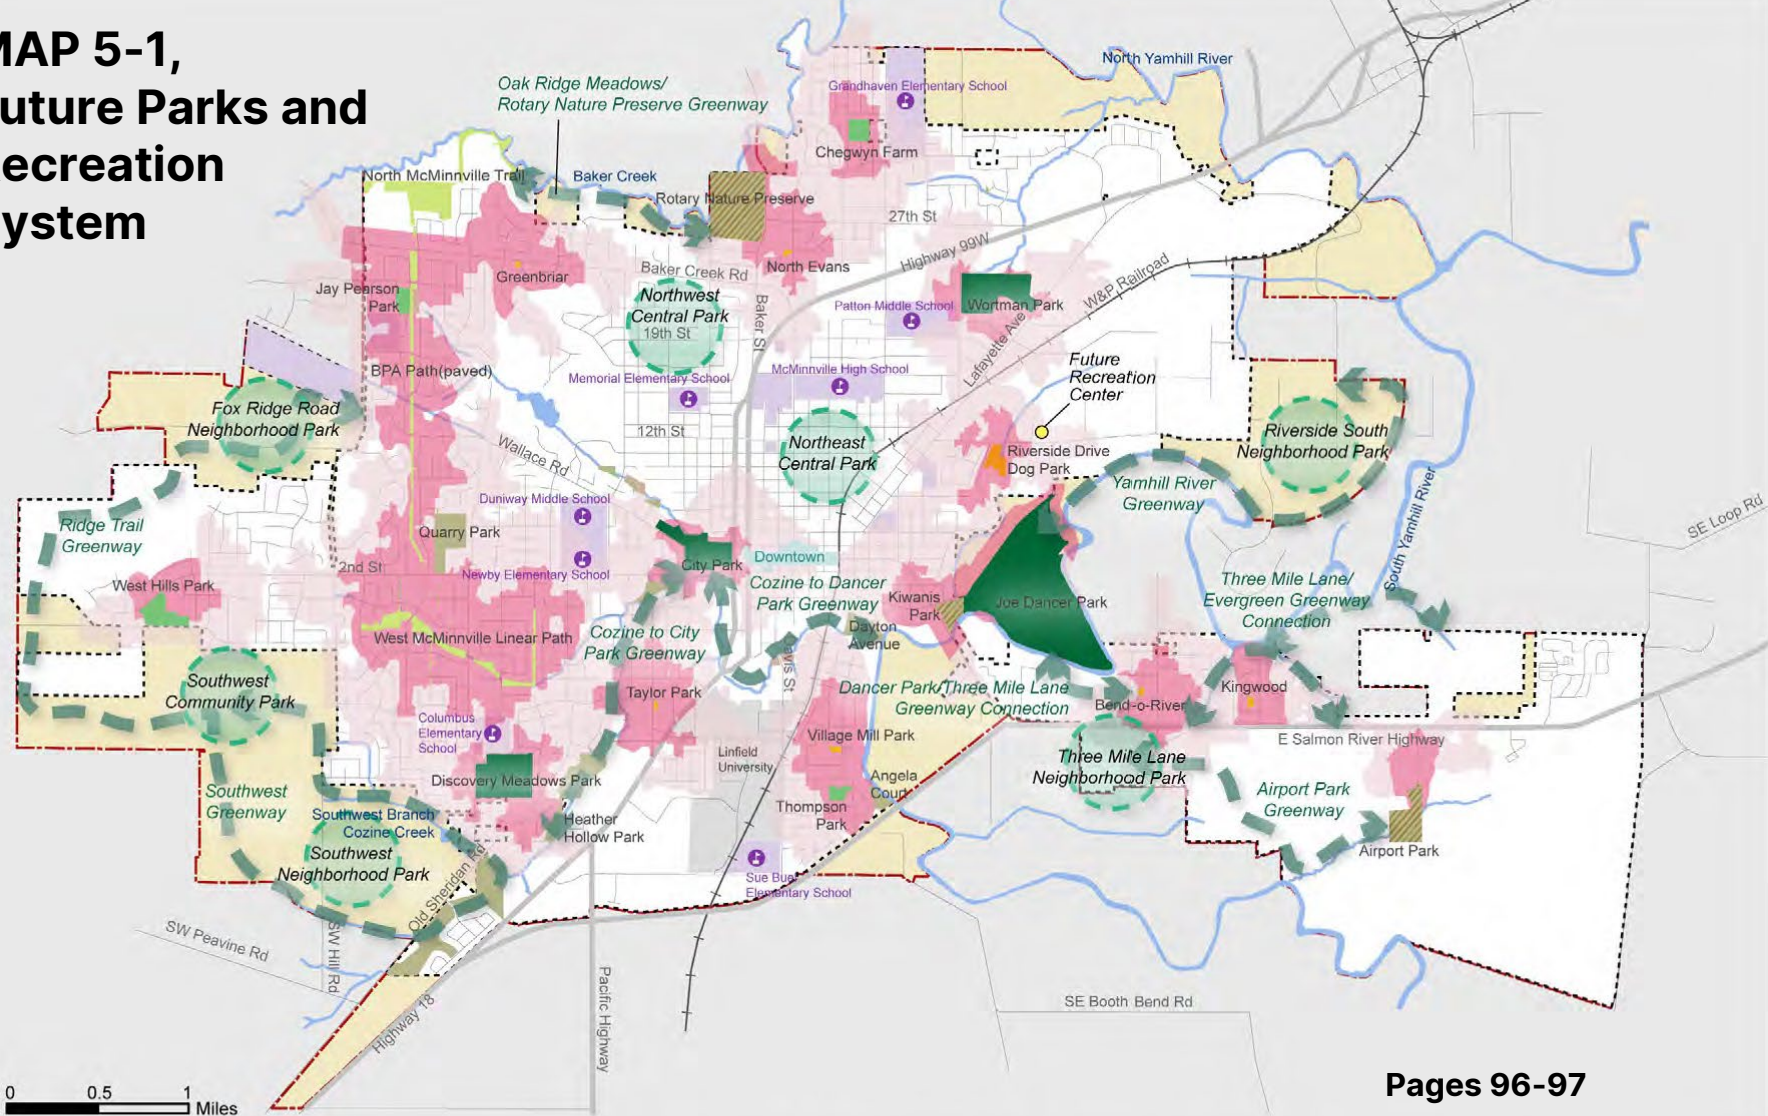 MAP 5-1,
uture Parks and
ecreation
ystem
North Yamhill River
Oak Ridge Meadows/
Rotary Nature Preserve Greenway
Grandhaven Elementary School
Chegwyn Farm
North McMinnville Trail
Baker Creek
Rotary Nature Preserve
27th St
Highway 99W
Baker Creek Rd
North Evans
Greenbriar
Jay Pearson
Park
Northwest
Central Park
19th St
Baker St
Patton Middle School
Wortman Park
W&P Railroad
Lafayette Ave
BPA Path(paved)
Memorial Elementary School
McMinnville High School
Future
Recreation
Center
Fox Ridge Road
Neighborhood Park
12th St
Wallace Rd
Northeast
Central Park
Riverside Drive
Dog Park
Riverside South
Neighborhood Park
Yamhill River
Greenway
South Yamhill River
SE Loop Rd
Duniway Middle School
Ridge Trail
Greenway
Quarry Park
2nd St
Newby Elementary School
City Park
Downtown
West Hills Park
Cozine to Dancer
Park Greenway
Kiwanis
Park
Joe Dancer Park
Three Mile Lane/
Evergreen Greenway
Connection
West McMinnville Linear Path
Cozine to City
Park Greenway
Dayton
Avenue
Davis St
Southwest
Community Park
Taylor Park
Dancer Park/Three Mile Lane
Greenway Connection
Bend-o-River
Kingwood
Columbus
Elementary
School
Village Mill Park
E Salmon River Highway
Linfield
University
Three Mile Lane
Neighborhood Park
Discovery Meadows Park
Angela
Court
Southwest
Greenway
Airport Park
Greenway
Southwest Branch
Cozine Creek
Heather
Hollow Park
Thompson
Park
Southwest
Neighborhood Park
Airport Park
Old Sheridan Rd
Sue Bue
Elementary School
SW Peavine Rd
SW Hill Rd
Pacific Highway
SE Booth Bend Rd
Highway 18
Pages 96-97
0 0.5 1
Miles